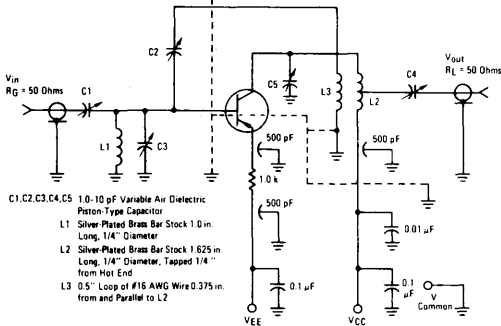 C2
Vin
RG = 50 Ohms
C1
Vout
RL = 50 Ohms
C4
C5
L3
L2
L1
C3
500 pF
500 pF
1.0 k
500 pF
0.01 µF
0.1 µF
0.1
µF
VEE
VCC
V
Common
C1,C2,C3,C4,C5 1.0-10 pF Variable Air Dielectric
Piston-Type Capacitor
L1 Silver-Plated Brass Bar Stock 1.0 in.
Long, 1/4" Diameter
L2 Silver-Plated Brass Bar Stock 1.625 in.
Long, 1/4" Diameter, Tapped 1/4"
from Hot End
L3 0.5" Loop of #16 AWG Wire 0.375 in.
from and Parallel to L2